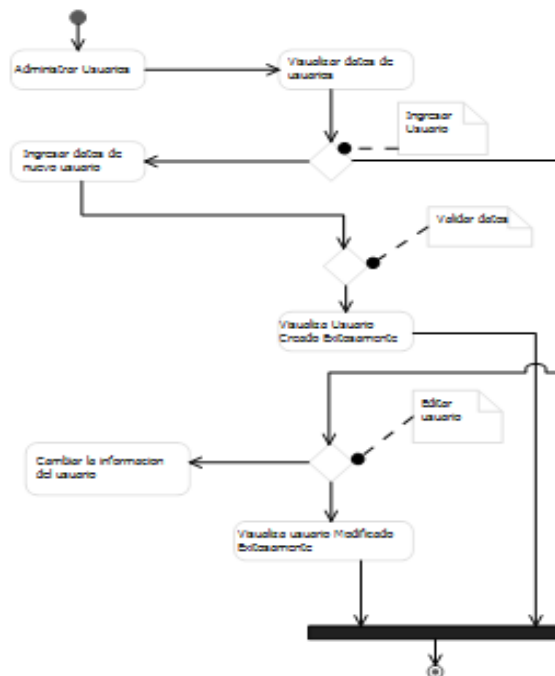 Administrar Usuarios
Visualizar datos de
usuarios
Ingresar
Usuario
Ingresar datos de
nuevo usuario
Validar datos
Visualiza Usuario
Creado Exitosamente
Editar
usuario
Cambiar la informacion
del usuario
Visualiza usuario Modificado
Exitosamente